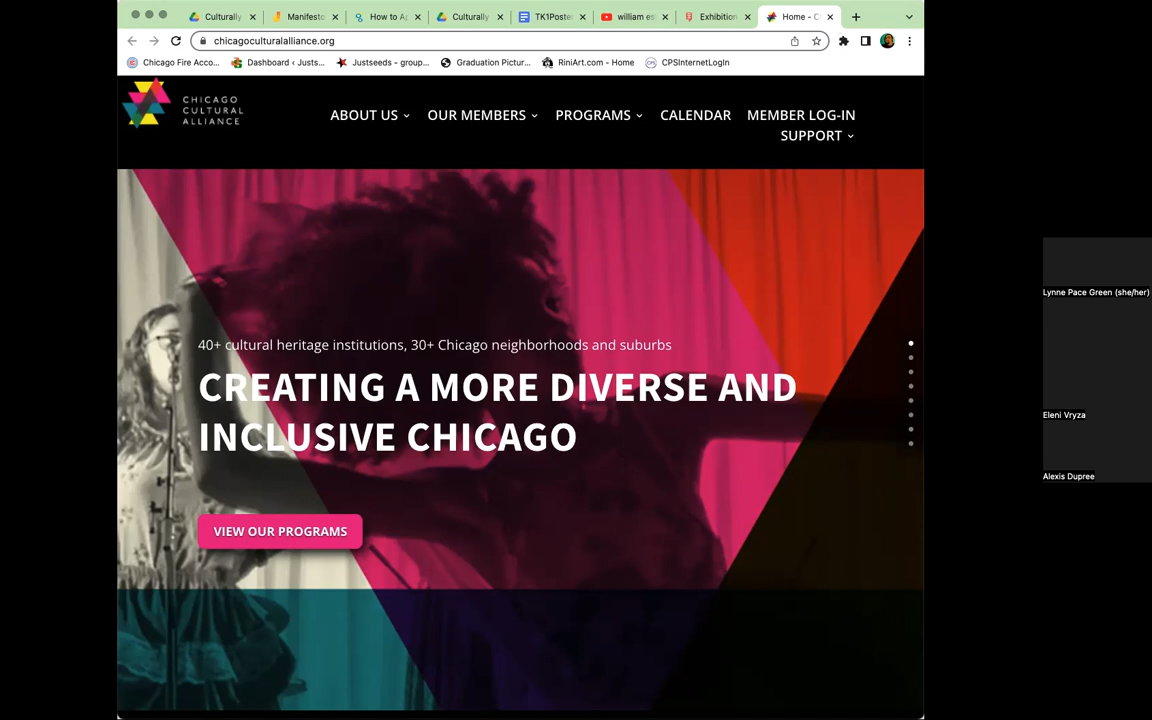 Culturally
Manifesto
How to A
Culturally
TK1Poste
william es
Exhibition
Home - C
chicagoculturalalliance.org
Chicago Fire Acco...
Dashboard ‹ Justs...
Justseeds - group...
Graduation Pictur...
RiniArt.com - Home
CPSInternetLogIn
CHICAGO
CULTURAL
ALLIANCE
ABOUT US
OUR MEMBERS
PROGRAMS
CALENDAR
MEMBER LOG-IN
SUPPORT
40+ cultural heritage institutions, 30+ Chicago neighborhoods and suburbs
CREATING A MORE DIVERSE AND
INCLUSIVE CHICAGO
VIEW OUR PROGRAMS
Lynne Pace Green (she/her)
Eleni Vryza
Alexis Dupree